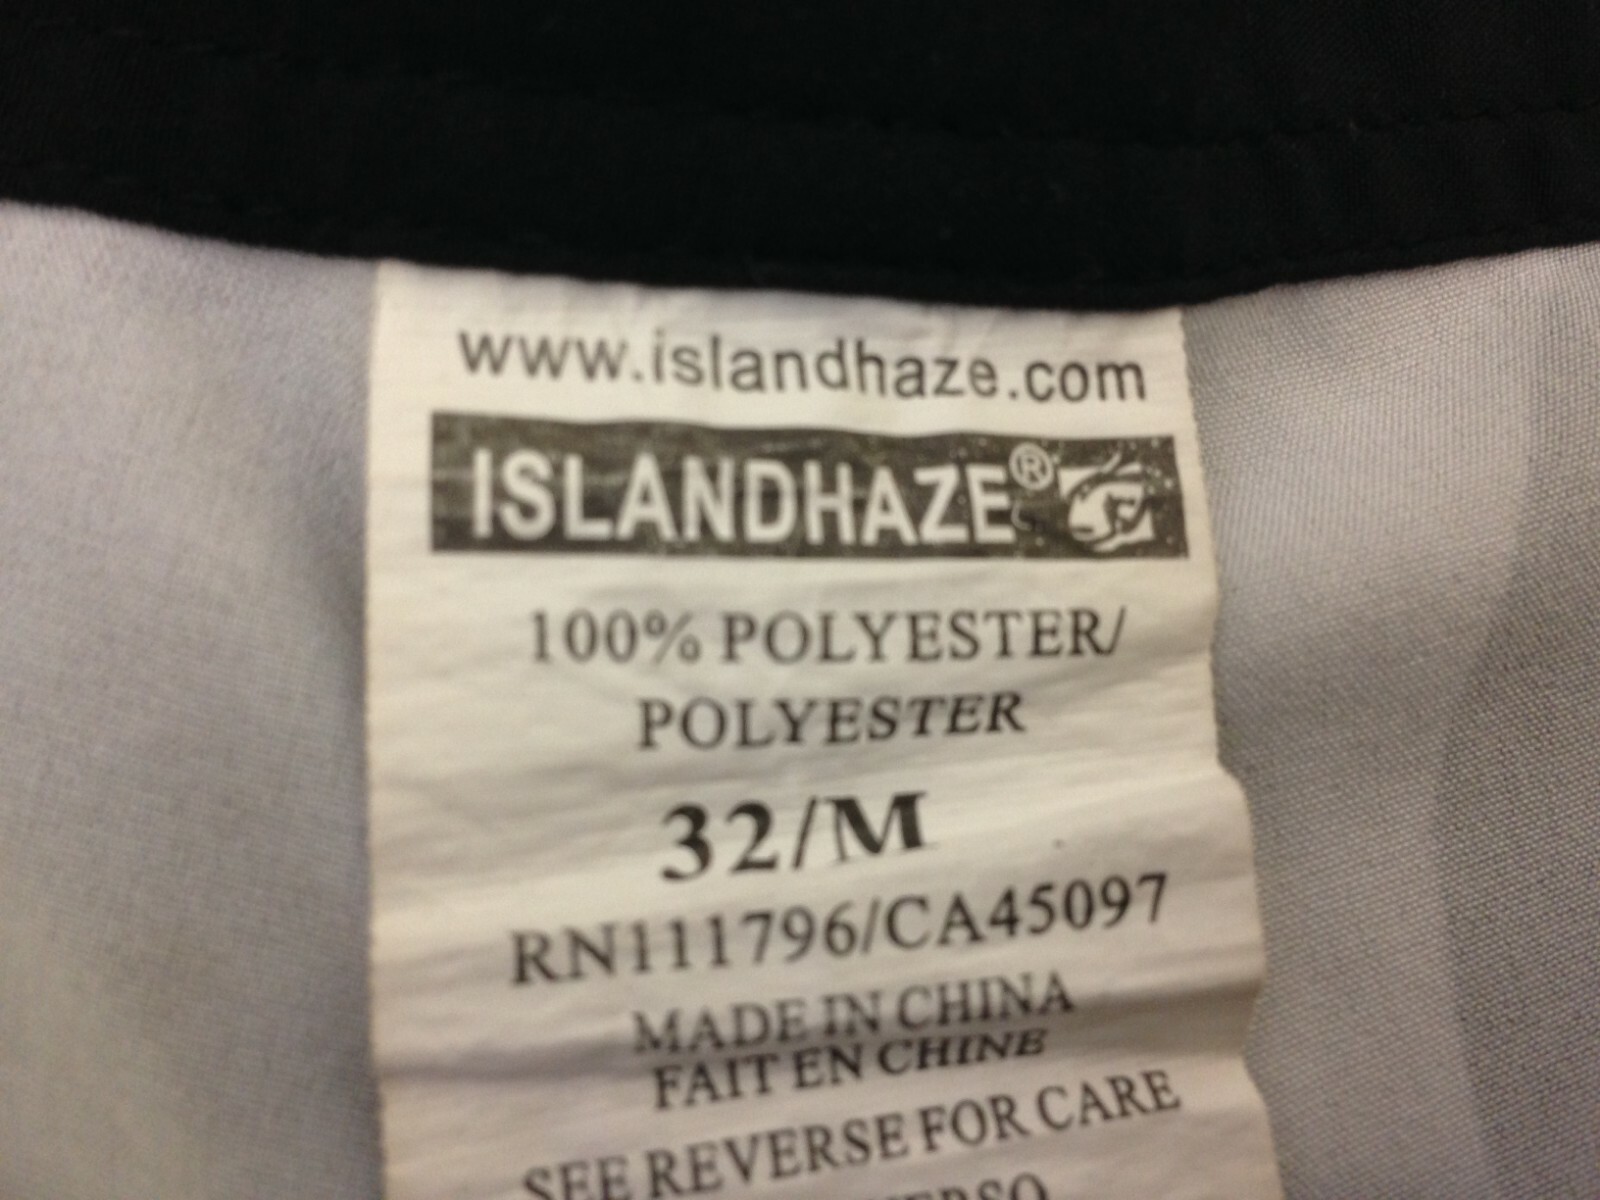 www.islandhaze.com
ISLANDHAZE®
100% POLYESTER/
POLYESTER
32/M
RN111796/CA45097
MADE IN CHINA
FAIT EN CHINE
SEE REVERSE FOR CARE